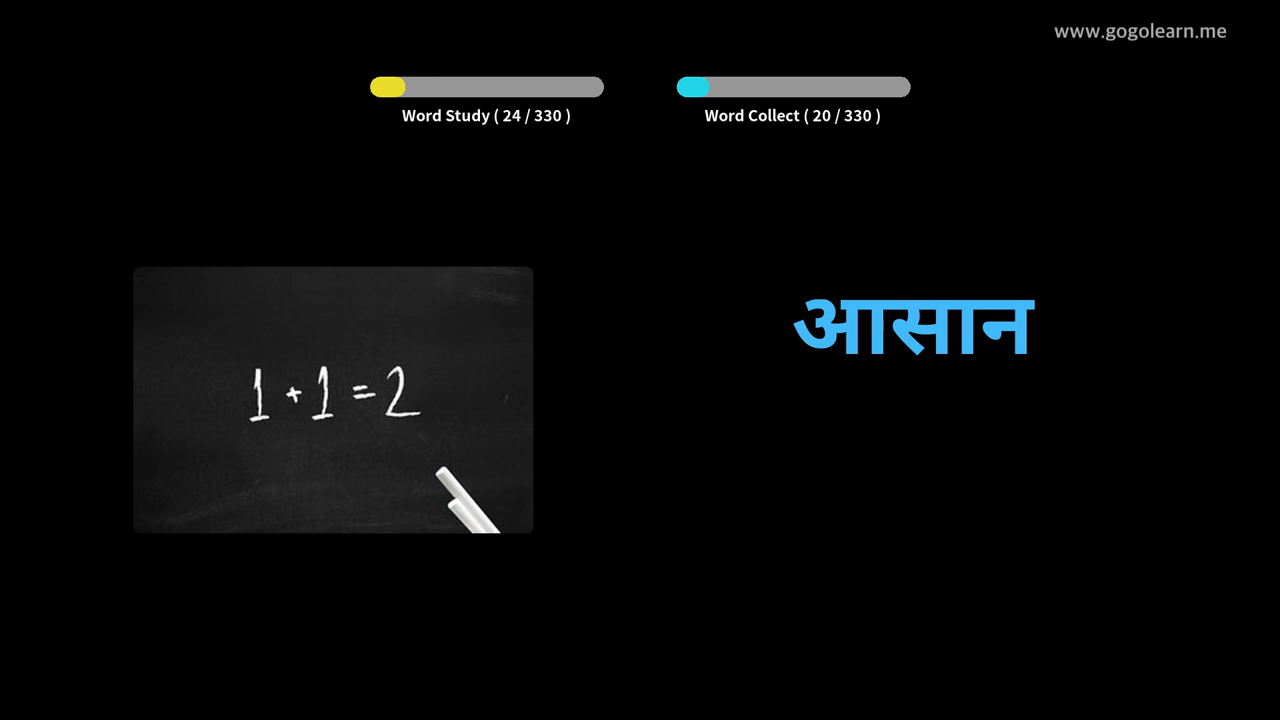 www.gogolearn.me
Word Study ( 24 / 330 )
Word Collect ( 20 / 330 )
आसान
1 + 1 = 2